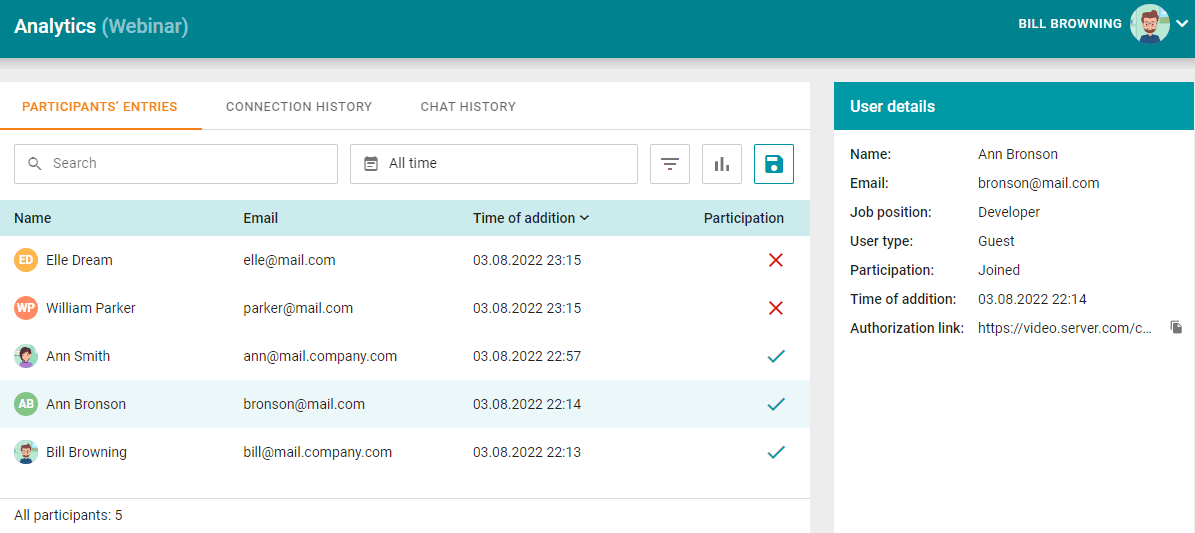 Analytics (Webinar)
BILL BROWNING
PARTICIPANTS' ENTRIES CONNECTION HISTORY CHAT HISTORY
Search All time
Name Email Time of addition Participation
ED Elle Dream elle@mail.com 03.08.2022 23:15
WP William Parker parker@mail.com 03.08.2022 23:15
Ann Smith ann@mail.company.com 03.08.2022 22:57
AB Ann Bronson bronson@mail.com 03.08.2022 22:14
Bill Browning bill@mail.company.com 03.08.2022 22:13
All participants: 5
User details
Name: Ann Bronson
Email: bronson@mail.com
Job position: Developer
User type: Guest
Participation: Joined
Time of addition: 03.08.2022 22:14
Authorization link: https://video.server.com/c...